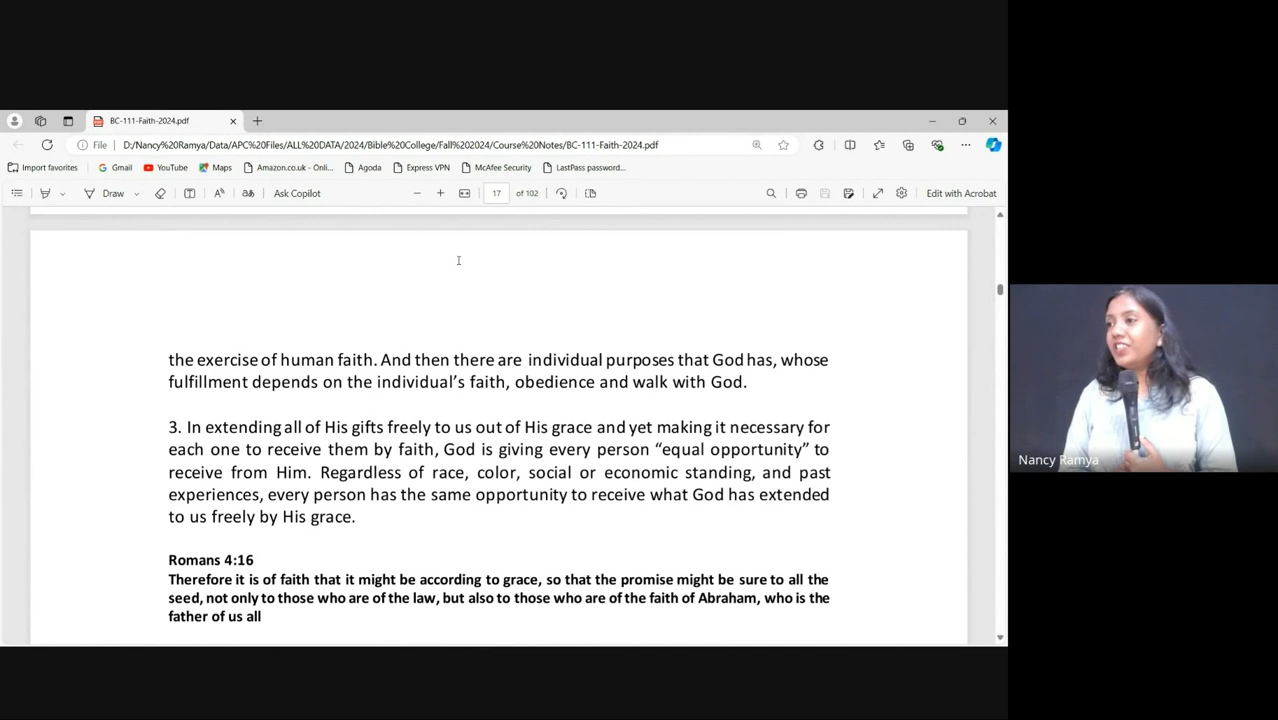 BC-111-Faith-2024.pdf
File
D:/Nancy%20Ramya/Data/APC%20Files/ALL%20DATA/2024/Bible%20College/Fall%202024/Course%20Notes/BC-111-Faith-2024.pdf
Import favorites Gmail YouTube Maps Amazon.co.uk - Onli... Agoda Express VPN McAfee Security LastPass password...
Draw Ask Copilot 17 of 102 Edit with Acrobat
the exercise of human faith. And then there are individual purposes that God has, whose
fulfillment depends on the individual's faith, obedience and walk with God.
3. In extending all of His gifts freely to us out of His grace and yet making it necessary for
each one to receive them by faith, God is giving every person “equal opportunity” to
receive from Him. Regardless of race, color, social or economic standing, and past
experiences, every person has the same opportunity to receive what God has extended
to us freely by His grace.
Romans 4:16
Therefore it is of faith that it might be according to grace, so that the promise might be sure to all the
seed, not only to those who are of the law, but also to those who are of the faith of Abraham, who is the
father of us all
Nancy Ramya